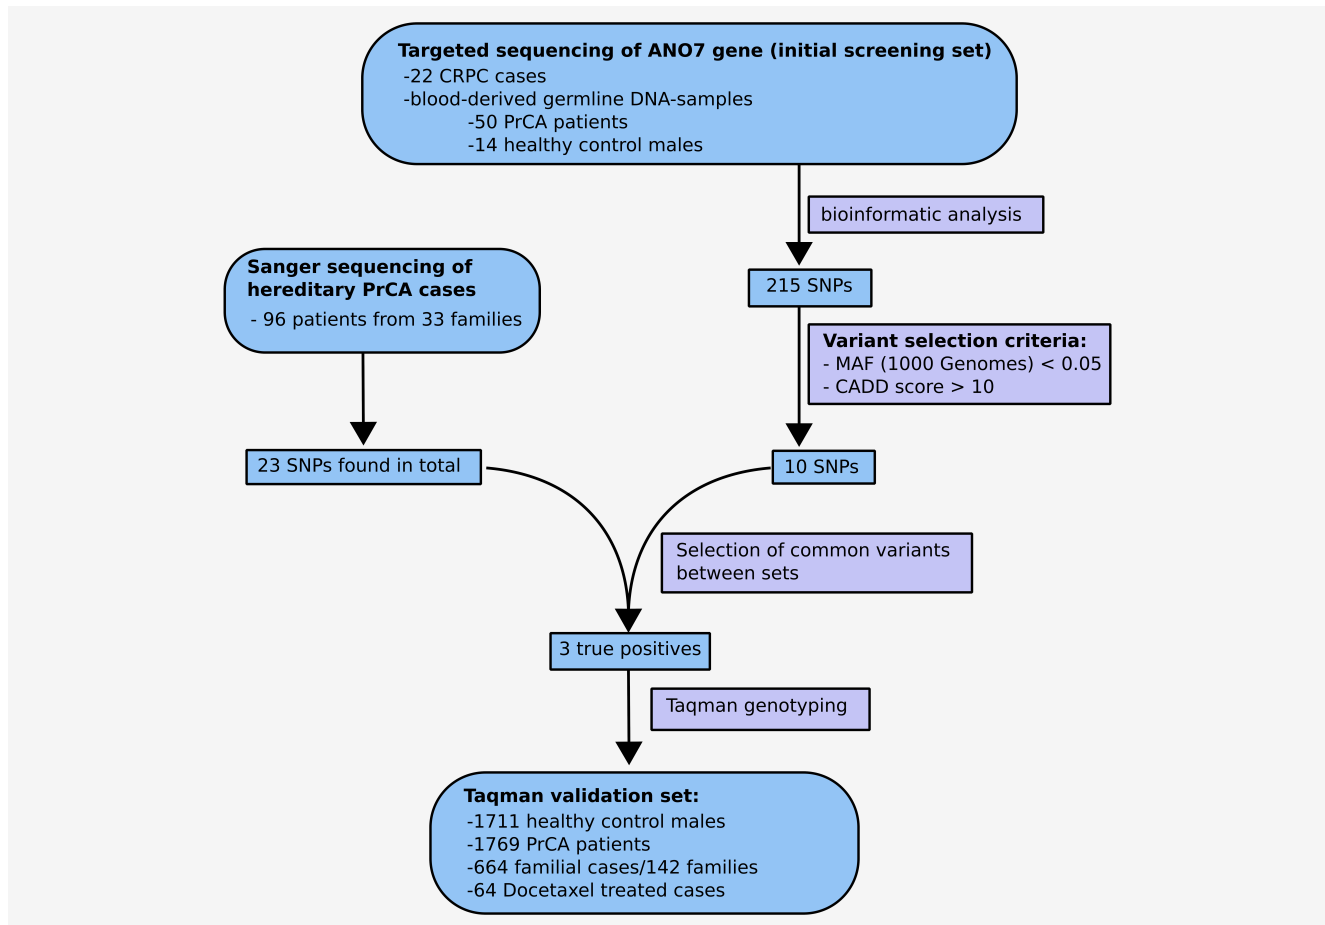 Targeted sequencing of ANO7 gene (initial screening set)
-22 CRPC cases
-blood-derived germline DNA-samples
-50 PrCA patients
-14 healthy control males
bioinformatic analysis
215 SNPs
Sanger sequencing of
hereditary PrCA cases
- 96 patients from 33 families
Variant selection criteria:
- MAF (1000 Genomes) < 0.05
- CADD score > 10
23 SNPs found in total
10 SNPs
Selection of common variants
between sets
3 true positives
Taqman genotyping
Taqman validation set:
-1711 healthy control males
-1769 PrCA patients
-664 familial cases/142 families
-64 Docetaxel treated cases